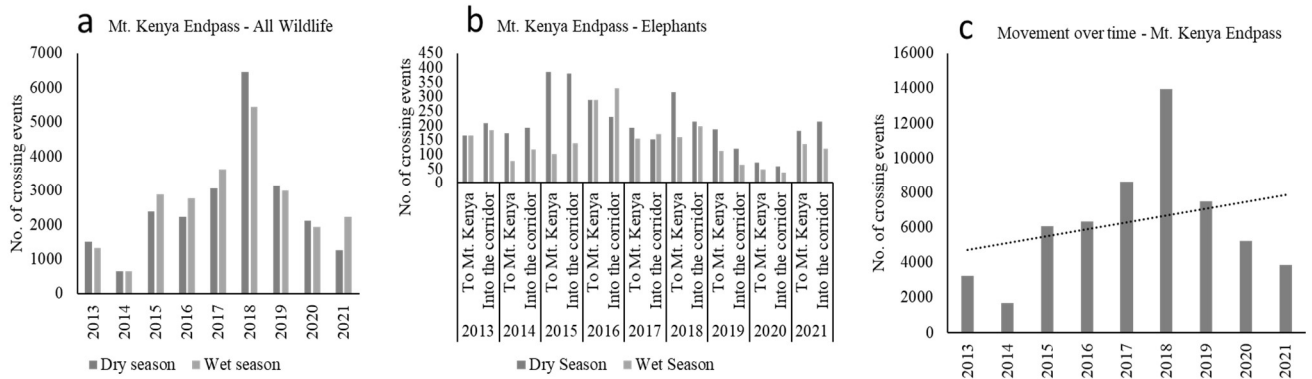 a Mt. Kenya Endpass - All Wildlife
No. of crossing events
7000
6000
5000
4000
3000
2000
1000
0
2013
2014
2015
2016
2017
2018
2019
2020
2021
Dry season
Wet season
b Mt. Kenya Endpass - Elephants
No. of crossing events
450
400
350
300
250
200
150
100
50
0
To Mt. Kenya
Into the corridor
To Mt. Kenya
Into the corridor
To Mt. Kenya
Into the corridor
To Mt. Kenya
Into the corridor
To Mt. Kenya
Into the corridor
To Mt. Kenya
Into the corridor
To Mt. Kenya
Into the corridor
To Mt. Kenya
Into the corridor
To Mt. Kenya
Into the corridor
2013 2014 2015 2016 2017 2018 2019 2020 2021
Dry Season
Wet Season
c Movement over time - Mt. Kenya Endpass
No. of crossing events
16000
14000
12000
10000
8000
6000
4000
2000
0
2013
2014
2015
2016
2017
2018
2019
2020
2021